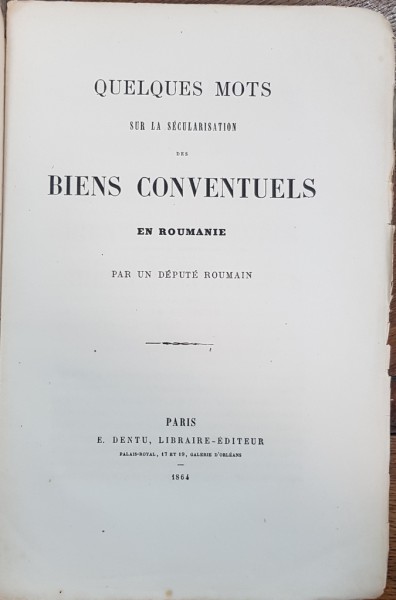 QUELQUES MOTS
SUR LA SÉCULARISATION
DES
BIENS CONVENTUELS
EN ROUMANIE
PAR UN DÉPUTÉ ROUMAIN
PARIS
E. DENTU, LIBRAIRE-ÉDITEUR
PALAIS-ROYAL, 17 ET 19, GALERIE D'ORLÉANS
1864